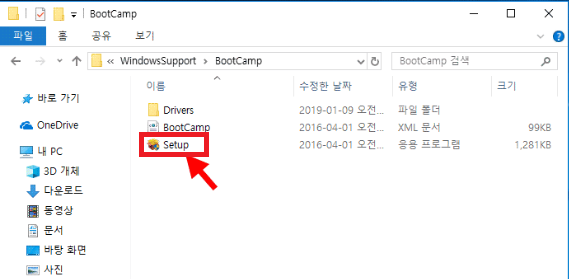 BootCamp
파일 홈 공유 보기
« WindowsSupport > BootCamp BootCamp 검색
이름 수정한 날짜 유형 크기
Drivers 2019-01-09 오전... 파일 폴더
BootCamp 2016-04-01 오전... XML 문서 99KB
Setup 2016-04-01 오전... 응용 프로그램 1,281KB
바로 가기
OneDrive
내 PC
3D 개체
다운로드
동영상
문서
바탕 화면
사진